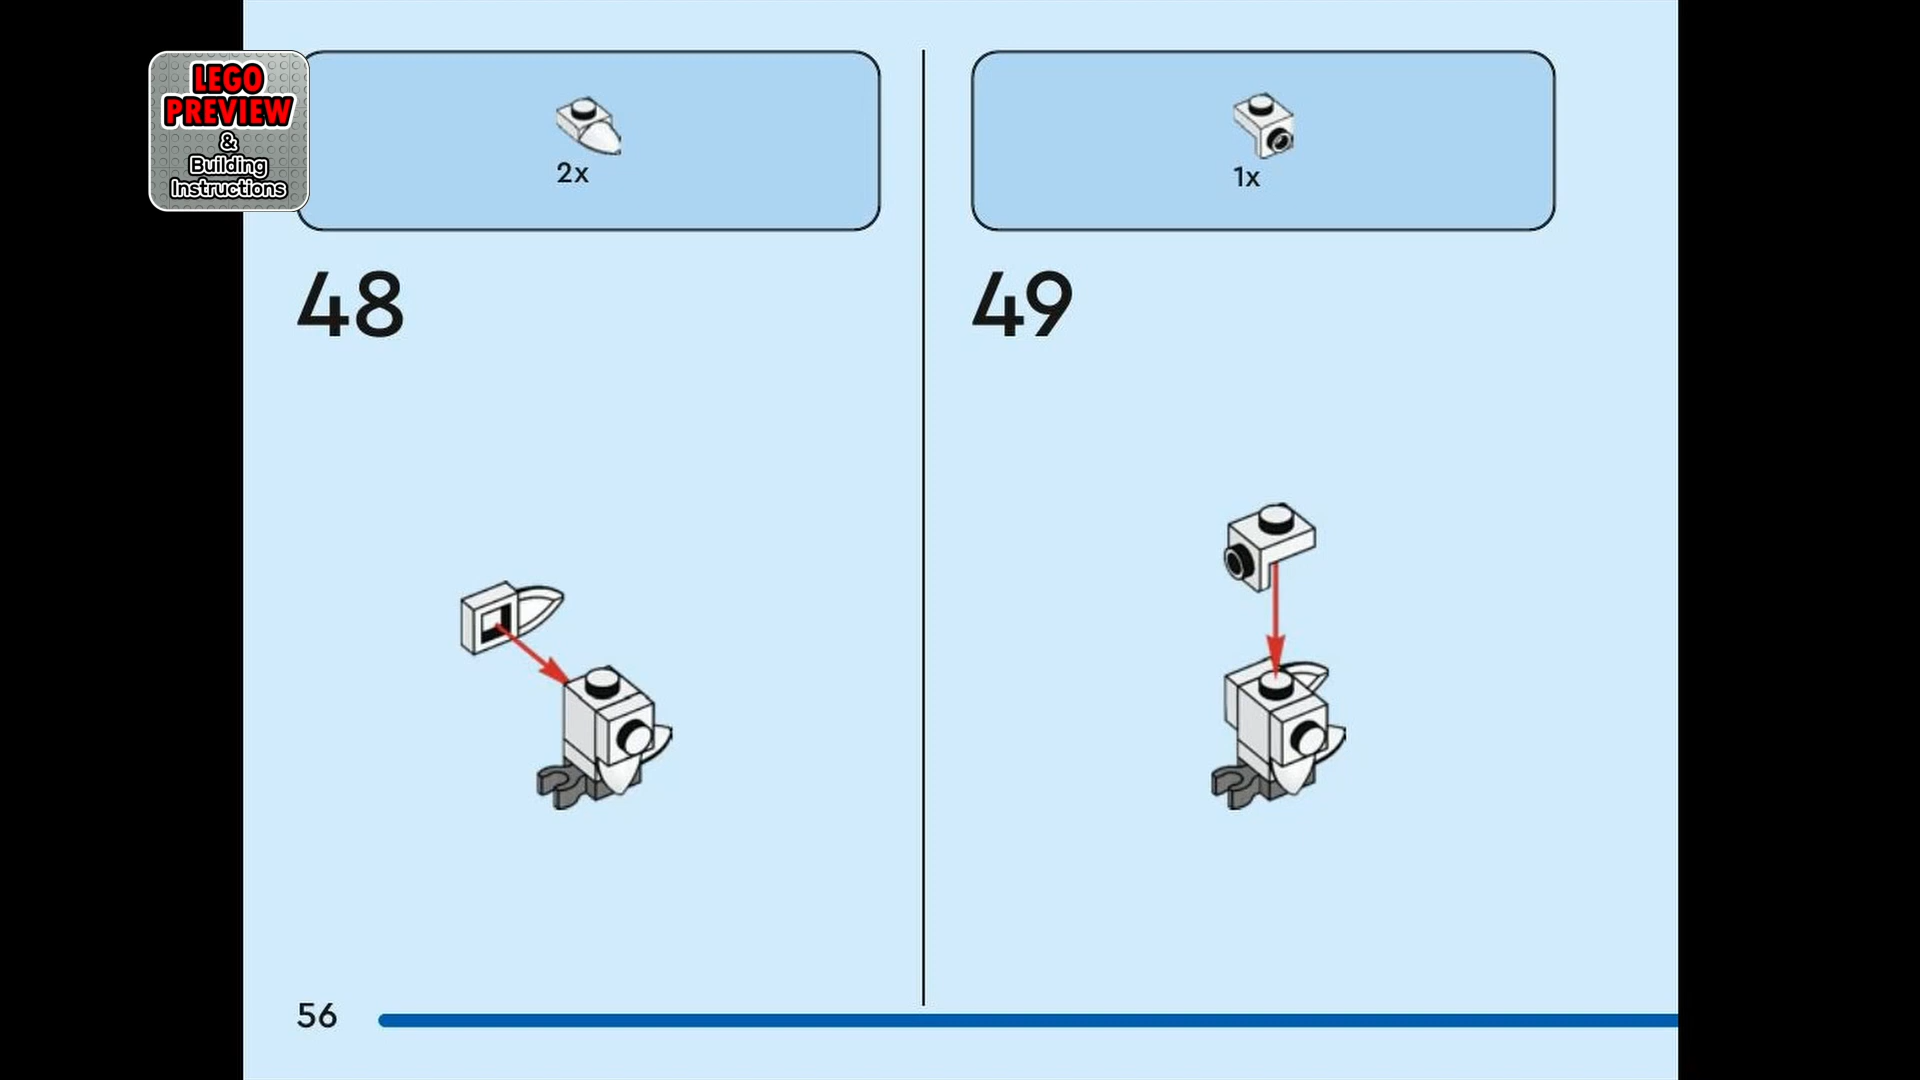 LEGO
PREVIEW
&
Building
Instructions
2x
1x
48
49
56